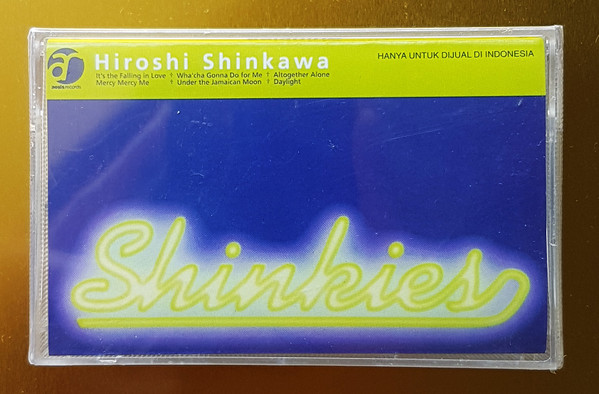 Hiroshi Shinkawa
It's the Falling in Love † Wha'cha Gonna Do for Me † Altogether Alone
Mercy Mercy Me † Under the Jamaican Moon † Daylight
HANYA UNTUK DIJUAL DI INDONESIA
Shinkies